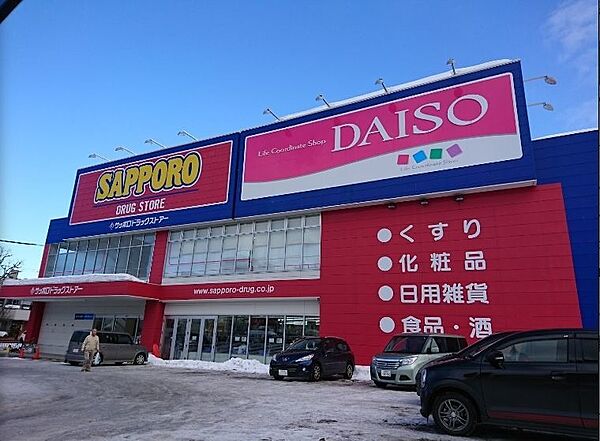 SAPPORO
DRUG STORE
サッポロドラッグストアー
Life Coordinate Shop
DAISO
サッポロドラッグストアー
www.sapporo-drug.co.jp
くすり
化粧品
日用雑貨
食品・酒